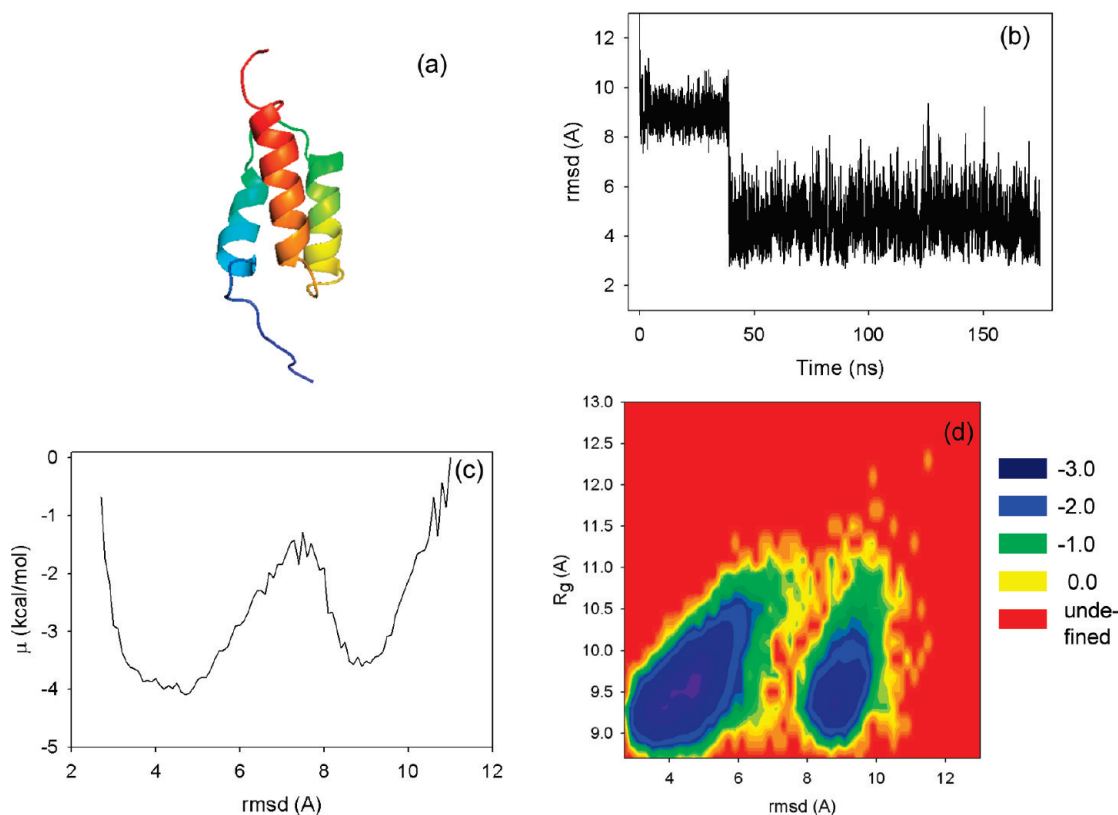 (a)
(b)
12
10
8
6
4
2
rmsd (A)
0 50 100 150
Time (ns)
(c)
0
-1
-2
-3
-4
-5
μ (kcal/mol)
2 4 6 8 10 12
rmsd (A)
(d)
13.0
12.5
12.0
11.5
11.0
10.5
10.0
9.5
9.0
Rg (A)
4 6 8 10 12
rmsd (A)
-3.0
-2.0
-1.0
0.0
unde-
fined